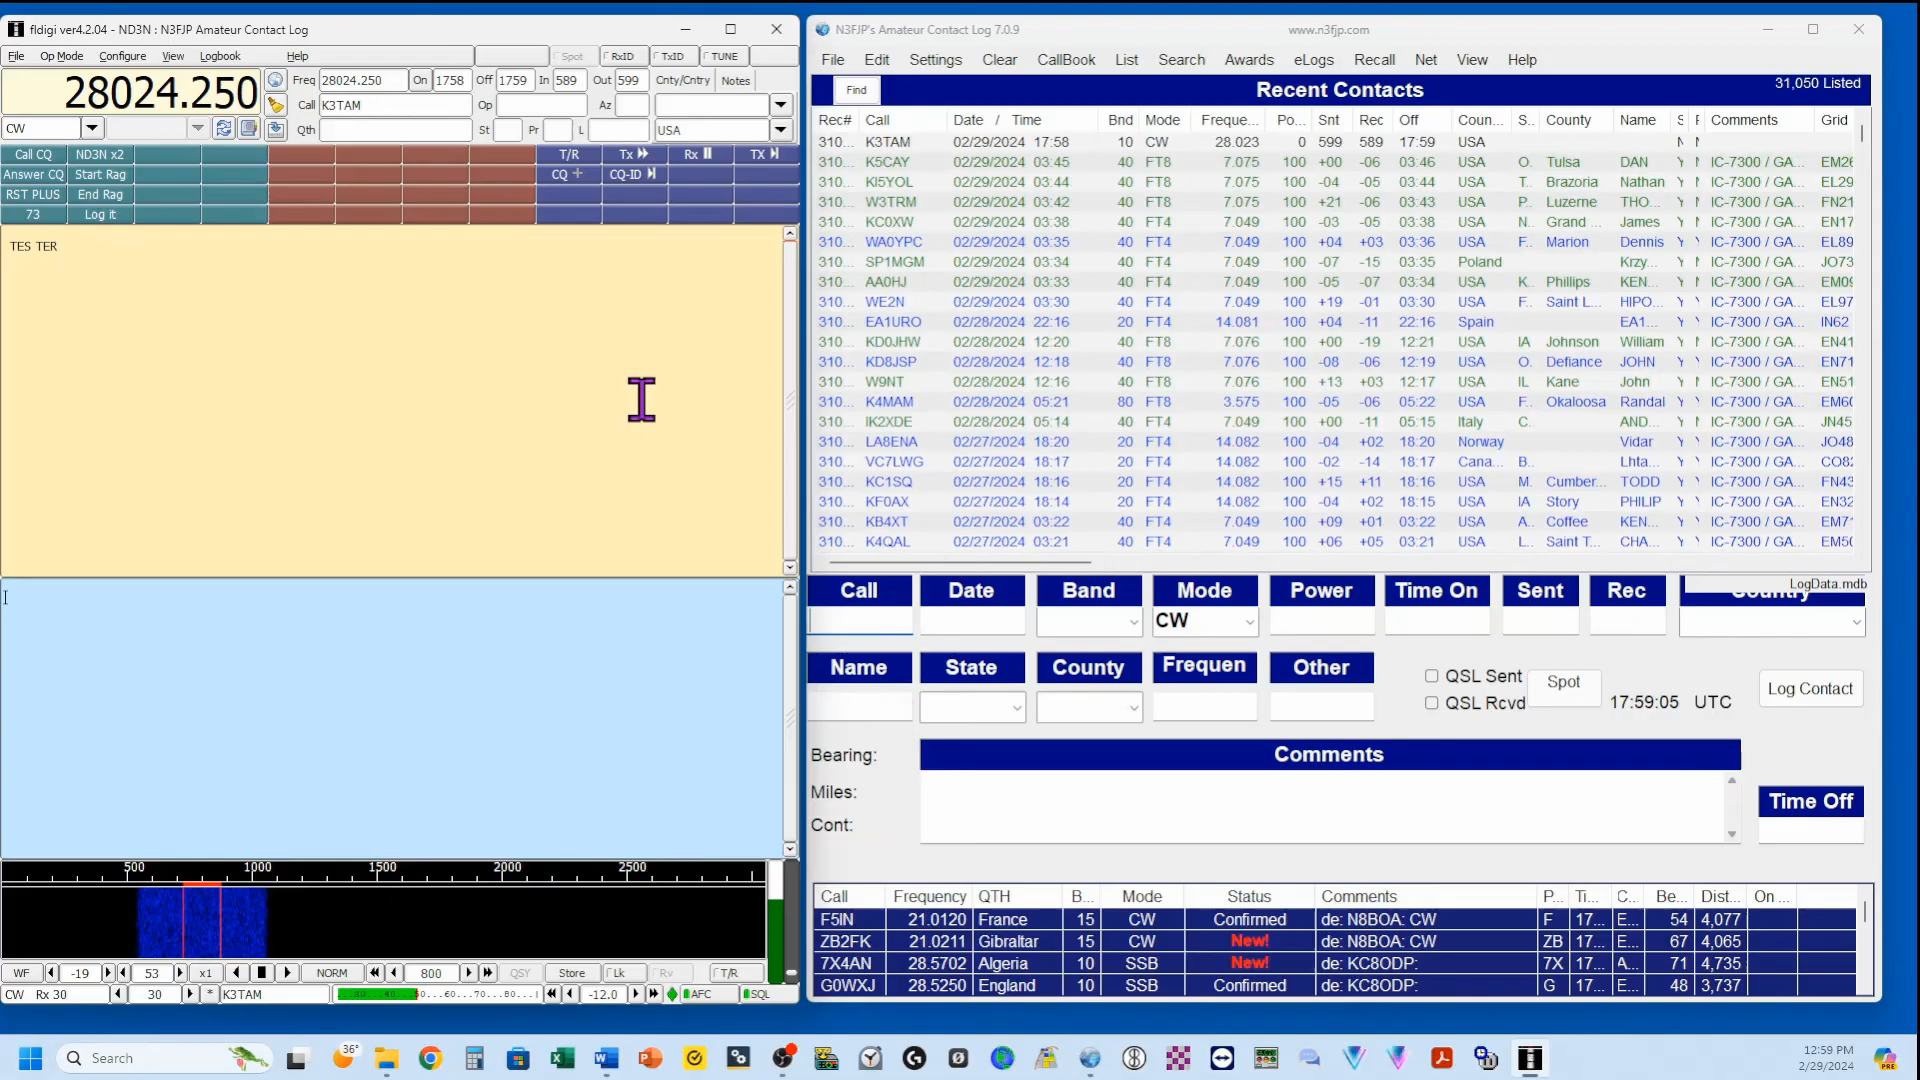 fldigi ver4.2.04 - ND3N : N3FJP Amateur Contact Log
File Op Mode Configure View Logbook Help Spot RxID TxID TUNE
28024.250
Freq 28024.250 On 1758 Off 1759 In 589 Out 599 Cnty/Cntry Notes
Call K3TAM Op Az
CW Qth St Pr L USA
Call CQ ND3N x2 T/R Tx Rx TX
Answer CQ Start Rag CQ CQ-ID
RST PLUS End Rag
73 Log it
TES TER
500 1000 1500 2000 2500
WF -19 53 x1 NORM 800 QSY Store Lk Rv T/R
CW Rx 30 30 * K3TAM -12.0 AFC SQL
N3FJP's Amateur Contact Log 7.0.9 www.n3fjp.com
File Edit Settings Clear CallBook List Search Awards eLogs Recall Net View Help
Find Recent Contacts 31,050 Listed
Rec# Call Date / Time Bnd Mode Freque... Po... Snt Rec Off Coun... S.. County Name Comments Grid
310... K3TAM 02/29/2024 17:58 10 CW 28.023 0 599 589 17:59 USA N N
310... K5CAY 02/29/2024 03:45 40 FT8 7.075 100 +00 -06 03:46 USA O. Tulsa DAN Y IC-7300 / GA... EM26
310... KI5YOL 02/29/2024 03:44 40 FT8 7.075 100 -04 -05 03:44 USA T.. Brazoria Nathan Y IC-7300 / GA... EL29
310... W3TRM 02/29/2024 03:42 40 FT8 7.075 100 +21 -06 03:43 USA P.. Luzerne THO... Y IC-7300 / GA... FN21
310... KC0XW 02/29/2024 03:38 40 FT4 7.049 100 -03 -05 03:38 USA N.. Grand ... James Y IC-7300 / GA... EN17
310... WA0YPC 02/29/2024 03:35 40 FT4 7.049 100 +04 +03 03:36 USA F.. Marion Dennis Y IC-7300 / GA... EL89
310... SP1MGM 02/29/2024 03:34 40 FT4 7.049 100 -07 -15 03:35 Poland Krzy... Y IC-7300 / GA... JO73
310... AA0HJ 02/29/2024 03:33 40 FT4 7.049 100 -05 -07 03:34 USA K.. Phillips KEN... Y IC-7300 / GA... EM09
310... WE2N 02/29/2024 03:30 40 FT4 7.049 100 +19 -01 03:30 USA F.. Saint L... HIPO... Y IC-7300 / GA... EL97
310... EA1URO 02/28/2024 22:16 20 FT4 14.081 100 +04 -11 22:16 Spain EA1... Y IC-7300 / GA... IN62
310... KD0JHW 02/28/2024 12:20 40 FT8 7.076 100 +00 -19 12:21 USA IA Johnson William Y IC-7300 / GA... EN41
310... KD8JSP 02/28/2024 12:18 40 FT8 7.076 100 -08 -06 12:19 USA O. Defiance JOHN Y IC-7300 / GA... EN71
310... W9NT 02/28/2024 12:16 40 FT8 7.076 100 +13 +03 12:17 USA IL Kane John Y IC-7300 / GA... EN51
310... K4MAM 02/28/2024 05:21 80 FT8 3.575 100 -05 -06 05:22 USA F.. Okaloosa Randal Y IC-7300 / GA... EM60
310... IK2XDE 02/28/2024 05:14 40 FT4 7.049 100 +00 -11 05:15 Italy C.. AND... Y IC-7300 / GA... JN45
310... LA8ENA 02/27/2024 18:20 20 FT4 14.082 100 -04 +02 18:20 Norway Vidar Y IC-7300 / GA... JO48
310... VC7LWG 02/27/2024 18:17 20 FT4 14.082 100 -02 -14 18:17 Cana... B.. Lhta... Y IC-7300 / GA... CO82
310... KC1SQ 02/27/2024 18:16 20 FT4 14.082 100 +15 +11 18:16 USA M. Cumber... TODD Y IC-7300 / GA... FN43
310... KF0AX 02/27/2024 18:14 20 FT4 14.082 100 -04 +02 18:15 USA IA Story PHILIP Y IC-7300 / GA... EN32
310... KB4XT 02/27/2024 03:22 40 FT4 7.049 100 +09 +01 03:22 USA A.. Coffee KEN... Y IC-7300 / GA... EM71
310... K4QAL 02/27/2024 03:21 40 FT4 7.049 100 +06 +05 03:21 USA L.. Saint T... CHA... Y IC-7300 / GA... EM50
LogData.mdb
Call Date Band Mode Power Time On Sent Rec Country
CW
Name State County Frequen Other
QSL Sent Spot Log Contact
QSL Rcvd 17:59:05 UTC
Bearing: Comments
Miles:
Cont: Time Off
Call Frequency QTH B... Mode Status Comments P... Ti... C... Be... Dist... On ...
F5IN 21.0120 France 15 CW Confirmed de: N8BOA: CW F 17... E... 54 4,077
ZB2FK 21.0211 Gibraltar 15 CW New! de: N8BOA: CW ZB 17... E... 67 4,065
7X4AN 28.5702 Algeria 10 SSB New! de: KC8ODP: 7X 17... A... 71 4,735
G0WXJ 28.5250 England 10 SSB Confirmed de: KC8ODP: G 17... E... 48 3,737
Search 36° 12:59 PM
2/29/2024